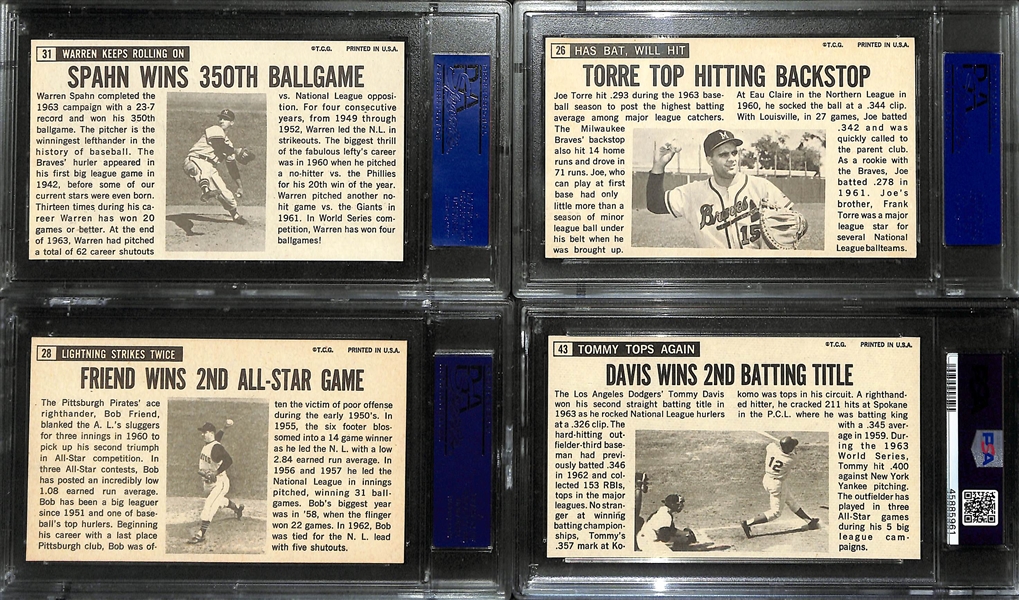 31 WARREN KEEPS ROLLING ON
©T.C.G. PRINTED IN U.S.A.
SPAHN WINS 350TH BALLGAME
Warren Spahn completed the
1963 campaign with a 23-7
record and won his 350th
ballgame. The pitcher is the
winningest lefthander in the
history of baseball. The
Braves' hurler appeared in
his first big league game in
1942, before some of our
current stars were even born.
Thirteen times during his ca-
reer Warren has won 20
games or better. At the end
of 1963, Warren had pitched
a total of 62 career shutouts
vs. National League opposi-
tion. For four consecutive
years, from 1949 through
1952, Warren led the N.L. in
strikeouts. The biggest thrill
of the fabulous lefty's career
was in 1960 when he pitched
a no-hitter vs. the Phillies
for his 20th win of the year.
Warren pitched another no-
hit game vs. the Giants in
1961. In World Series com-
petition, Warren has won four
ballgames!
26 HAS BAT, WILL HIT
©T.C.G. PRINTED IN U.S.A.
TORRE TOP HITTING BACKSTOP
Joe Torre hit .293 during the 1963 base-
ball season to post the highest batting
average among major league catchers.
The Milwaukee
Braves' backstop
also hit 14 home
runs and drove in
71 runs. Joe, who
can play at first
base had only
little more than a
season of minor
league ball under
his belt when he
was brought up.
At Eau Claire in the Northern League in
1960, he socked the ball at a .344 clip.
With Louisville, in 27 games, Joe batted
.342 and was
quickly called to
the parent club.
As a rookie with
the Braves, Joe
batted .278 in
1961. Joe's
brother, Frank
Torre was a major
league star for
several National
League ballteams.
Braves
15
28 LIGHTNING STRIKES TWICE
©T.C.G. PRINTED IN U.S.A.
FRIEND WINS 2ND ALL-STAR GAME
The Pittsburgh Pirates' ace
righthander, Bob Friend,
blanked the A. L.'s sluggers
for three innings in 1960 to
pick up his second triumph
in All-Star competition. In
three All-Star contests, Bob
has posted an incredibly low
1.08 earned run average.
Bob has been a big leaguer
since 1951 and one of base-
ball's top hurlers. Beginning
his career with a last place
Pittsburgh club, Bob was of-
ten the victim of poor offense
during the early 1950's. In
1955, the six footer blos-
somed into a 14 game winner
as he led the N.L. with a low
2.84 earned run average. In
1956 and 1957 he led the
National League in innings
pitched, winning 31 ball-
games. Bob's biggest year
was in '58, when the flinger
won 22 games. In 1962, Bob
was tied for the N. L. lead
with five shutouts.
43 TOMMY TOPS AGAIN
©T.C.G. PRINTED IN U.S.A.
DAVIS WINS 2ND BATTING TITLE
The Los Angeles Dodgers' Tommy Davis
won his second straight batting title in
1963 as he rocked National League hurlers
at a .326 clip. The
hard-hitting out-
fielder-third base-
man had previ-
ously batted .346
in 1962 and col-
lected 153 RBIs,
tops in the major
leagues. No stran-
ger at winning
batting champion-
ships, Tommy's
.357 mark at Ko-
komo was tops in his circuit. A righthand-
ed hitter, he cracked 211 hits at Spokane
in the P.C.L. where he was batting king
with a .345 aver-
age in 1959. Dur-
ing the 1963
World Series,
Tommy hit .400
against New York
Yankee pitching.
The outfielder has
played in three
All-Star games
during his 5 big
league cam-
paigns.
12
PSA
45885961